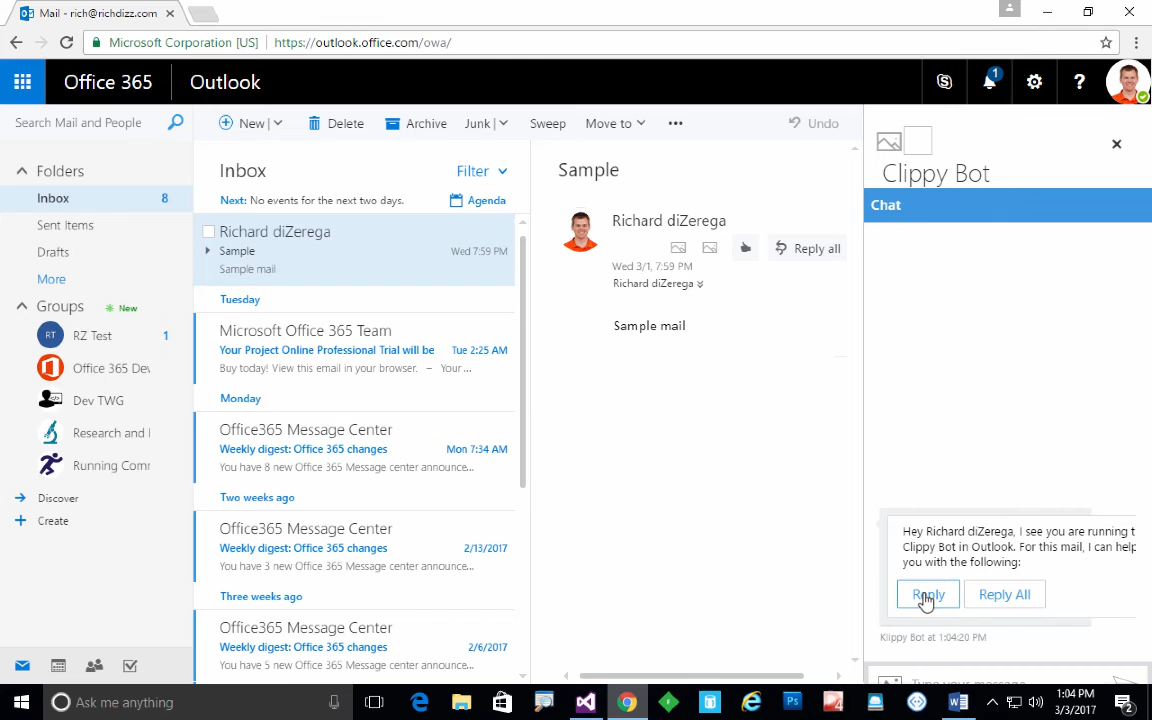 Mail - rich@richdizz.com
Microsoft Corporation [US]
https://outlook.office.com/owa/
Office 365
Outlook
1
?
Search Mail and People
New
Delete
Archive
Junk
Sweep
Move to
Undo
Folders
Inbox 8
Sent Items
Drafts
More
Groups
New
RT
RZ Test 1
Office 365 Dev
Dev TWG
Research and
Running Comm
Discover
Create
Inbox
Filter
Next: No events for the next two days.
Agenda
Richard diZerega
Sample
Wed 7:59 PM
Sample mail
Tuesday
Microsoft Office 365 Team
Your Project Online Professional Trial will be
Tue 2:25 AM
Buy today! View this email in your browser. – Your ...
Monday
Office365 Message Center
Weekly digest: Office 365 changes
Mon 7:34 AM
You have 8 new Office 365 Message center announce...
Two weeks ago
Office365 Message Center
Weekly digest: Office 365 changes
2/13/2017
You have 3 new Office 365 Message center announce...
Three weeks ago
Office365 Message Center
Weekly digest: Office 365 changes
2/6/2017
You have 5 new Office 365 Message center announce...
Sample
Richard diZerega
Reply all
Wed 3/1, 7:59 PM
Richard diZerega
Sample mail
Clippy Bot
Chat
Hey Richard diZerega, I see you are running t
Clippy Bot in Outlook. For this mail, I can help
you with the following:
Reply
Reply All
Klippy Bot at 1:04:20 PM
Type your message
Ask me anything
1:04 PM
3/3/2017
2